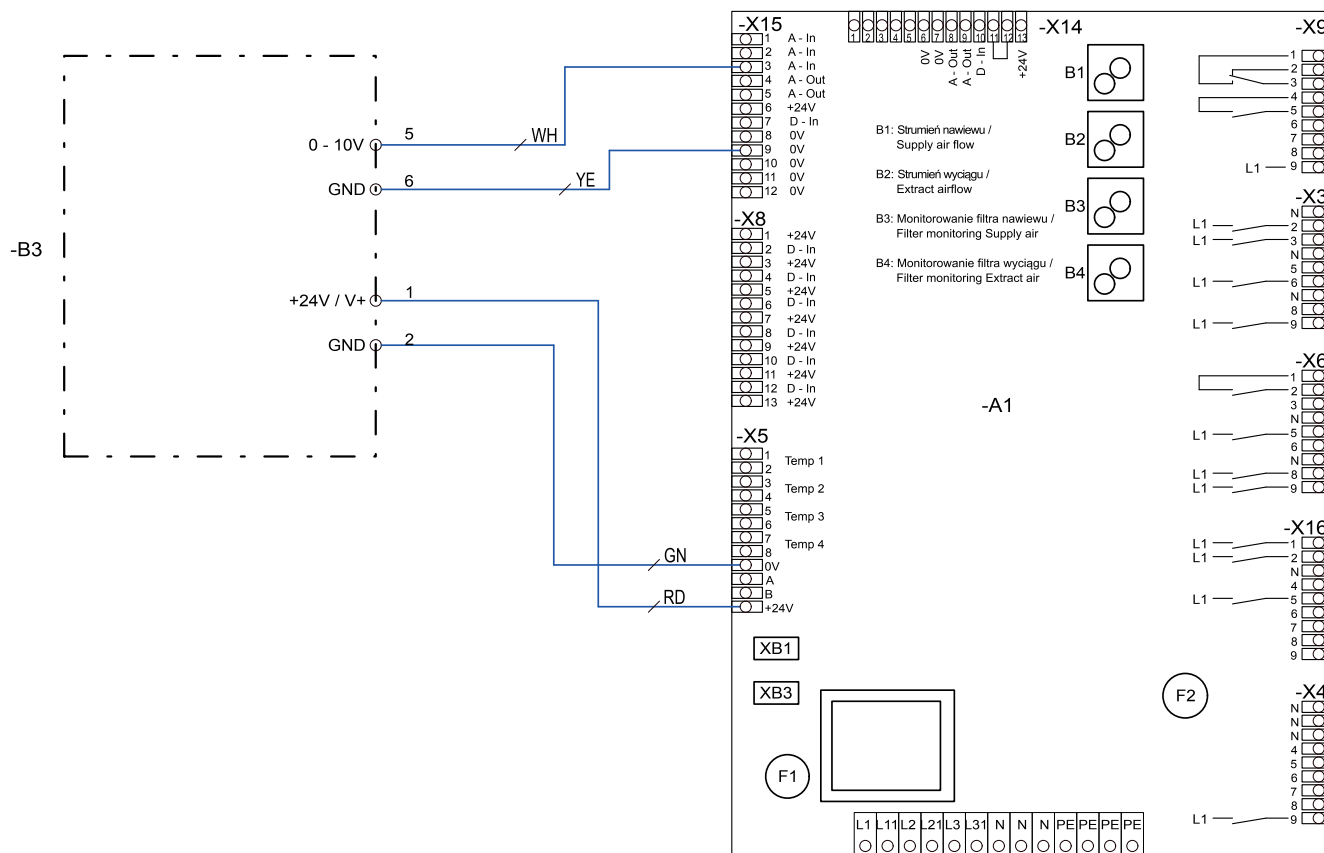 -B3
0 - 10V
5
WH
GND
6
YE
+24V / V+
1
GND
2
GN
RD
-X15
1 A - In
2 A - In
3 A - In
4 A - Out
5 A - Out
6 +24V
7 D - In
8 0V
9 0V
10 0V
11 0V
12 0V
-X8
1 +24V
2 D - In
3 +24V
4 D - In
5 +24V
6 D - In
7 +24V
8 D - In
9 +24V
10 D - In
11 +24V
12 D - In
13 +24V
-X5
1
2
3
4
5
6
7
8
Temp 1
Temp 2
Temp 3
Temp 4
0V
A
B
+24V
XB1
XB3
F1
-X14
1 2 3 4 5 6 7 8 9 10 11 12 13
0V
0V
A - Out
A - Out
D - In
+24V
B1
B2
B3
B4
B1: Strumień nawiewu /
Supply air flow
B2: Strumień wyciągu /
Extract airflow
B3: Monitorowanie filtra nawiewu /
Filter monitoring Supply air
B4: Monitorowanie filtra wyciągu /
Filter monitoring Extract air
-A1
F2
-X9
1
2
3
4
5
6
7
8
L1 9
-X3
N
L1 2
L1 3
N
5
L1 6
N
8
L1 9
-X6
1
2
3
N
L1 5
6
N
L1 8
L1 9
-X16
L1 1
L1 2
N
4
L1 5
6
7
8
9
-X4
N
N
N
4
5
6
7
8
L1 9
L1 L11 L2 L21 L3 L31 N N N PE PE PE PE